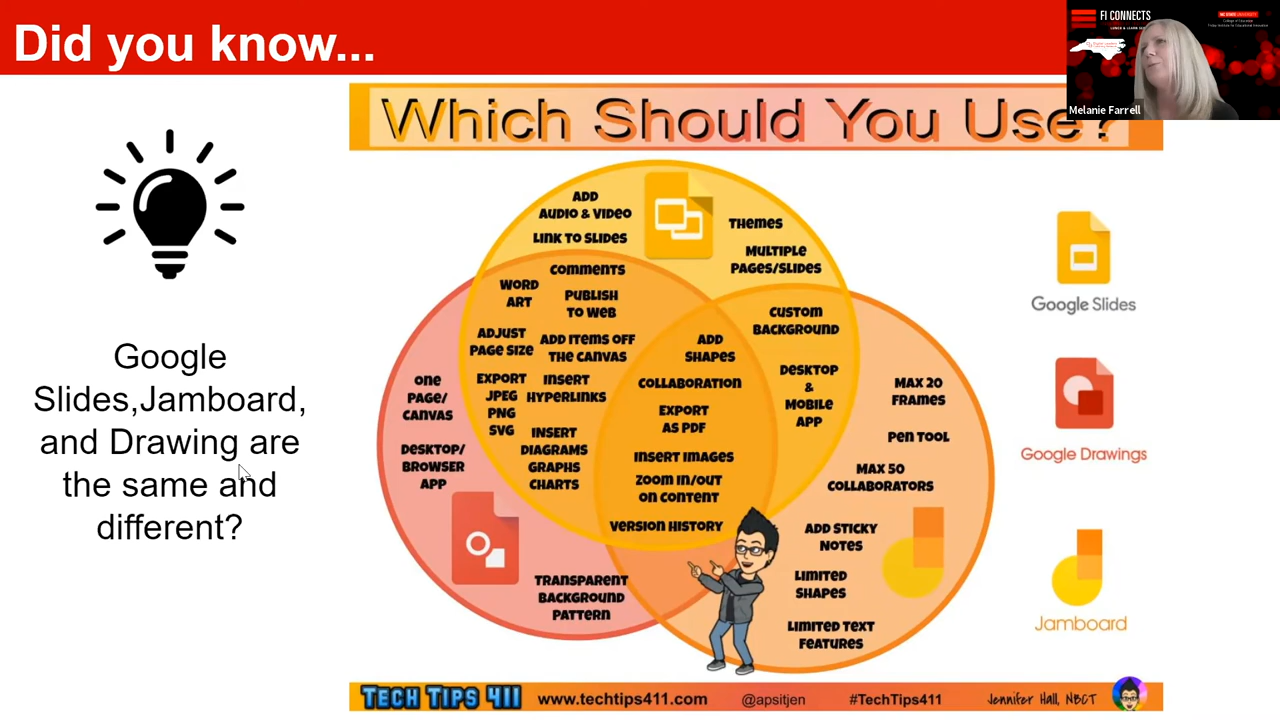 Did you know...
FI CONNECTS
Melanie Farrell
Which Should You Use?
Google
Slides,Jamboard,
and Drawing are
the same and
different?
ADD
AUDIO & VIDEO
LINK TO SLIDES
THEMES
MULTIPLE
PAGES/SLIDES
COMMENTS
WORD
ART
PUBLISH
TO WEB
ADJUST
PAGE SIZE
ADD ITEMS OFF
THE CANVAS
EXPORT
JPEG
PNG
SVG
INSERT
HYPERLINKS
INSERT
DIAGRAMS
GRAPHS
CHARTS
ONE
PAGE/
CANVAS
DESKTOP/
BROWSER
APP
TRANSPARENT
BACKGROUND
PATTERN
ADD
SHAPES
COLLABORATION
EXPORT
AS PDF
INSERT IMAGES
ZOOM IN/OUT
ON CONTENT
VERSION HISTORY
CUSTOM
BACKGROUND
DESKTOP
&
MOBILE
APP
MAX 20
FRAMES
PEN TOOL
MAX 50
COLLABORATORS
ADD STICKY
NOTES
LIMITED
SHAPES
LIMITED TEXT
FEATURES
Google Slides
Google Drawings
Jamboard
TECH TIPS 411
www.techtips411.com
@apsitjen
#TechTips411
Jennifer Hall, NBCT